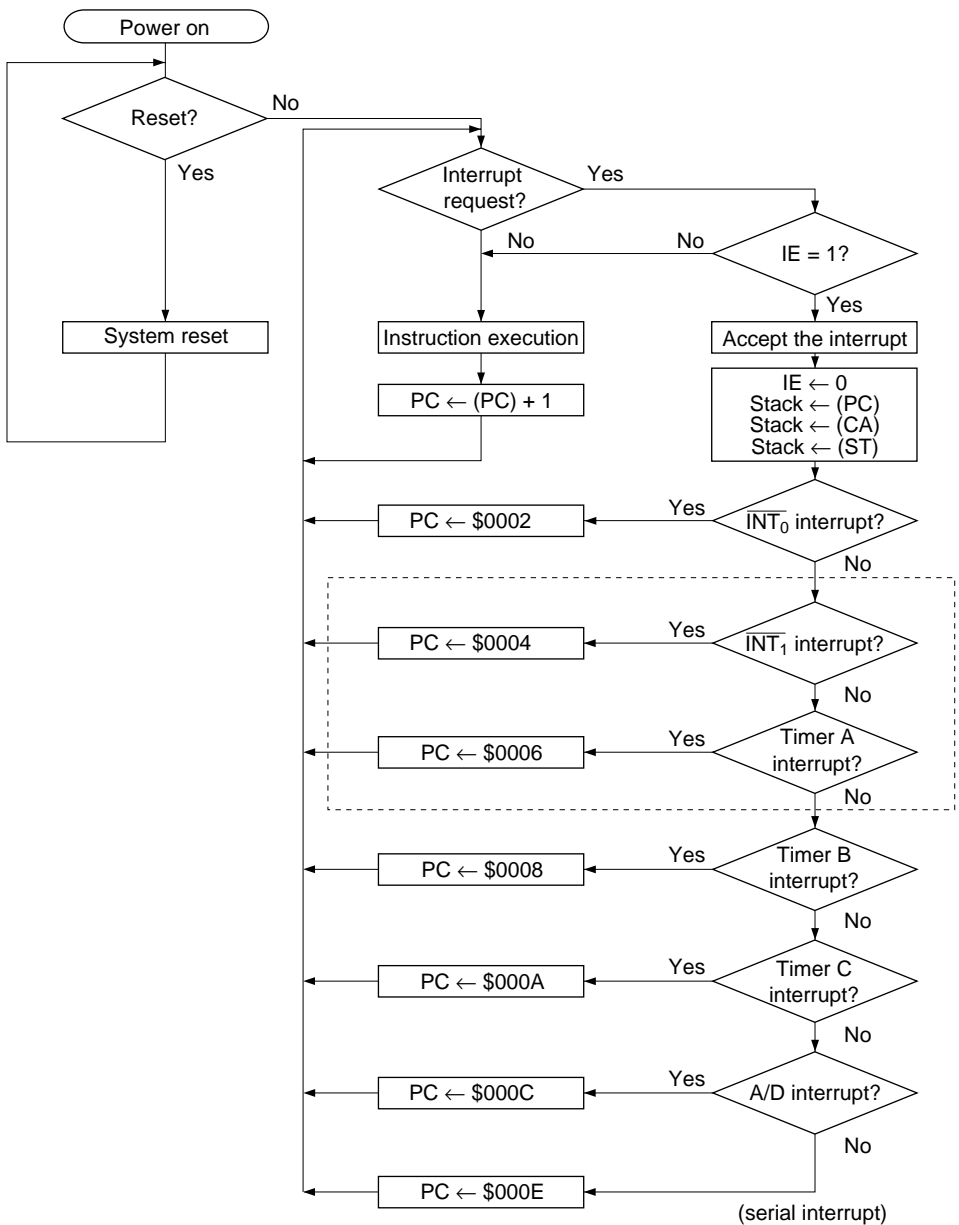 Power on
Reset?
No
Yes
System reset
Interrupt
request?
Yes
No
No
IE = 1?
Yes
Instruction execution
Accept the interrupt
PC ← (PC) + 1
IE ← 0
Stack ← (PC)
Stack ← (CA)
Stack ← (ST)
PC ← $0002
Yes
INT0 interrupt?
No
PC ← $0004
Yes
INT1 interrupt?
No
PC ← $0006
Yes
Timer A
interrupt?
No
PC ← $0008
Yes
Timer B
interrupt?
No
PC ← $000A
Yes
Timer C
interrupt?
No
PC ← $000C
Yes
A/D interrupt?
No
PC ← $000E
(serial interrupt)